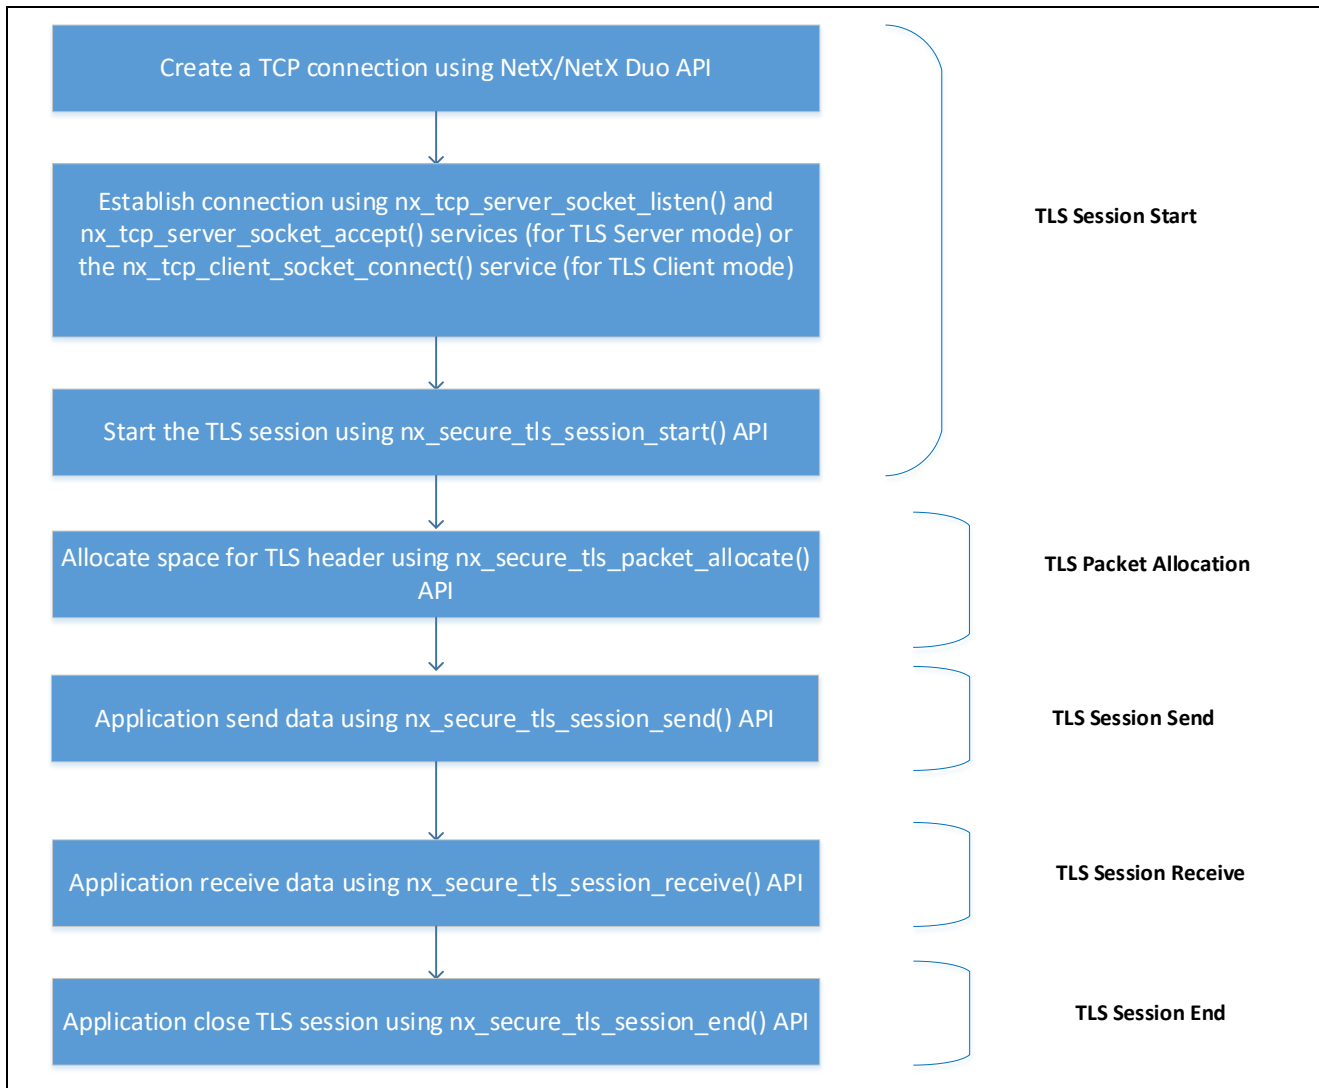 Create a TCP connection using NetX/NetX Duo API
Establish connection using nx_tcp_server_socket_listen() and
nx_tcp_server_socket_accept() services (for TLS Server mode) or
the nx_tcp_client_socket_connect() service (for TLS Client mode)
TLS Session Start
Start the TLS session using nx_secure_tls_session_start() API
Allocate space for TLS header using nx_secure_tls_packet_allocate()
API
TLS Packet Allocation
Application send data using nx_secure_tls_session_send() API
TLS Session Send
Application receive data using nx_secure_tls_session_receive() API
TLS Session Receive
Application close TLS session using nx_secure_tls_session_end() API
TLS Session End